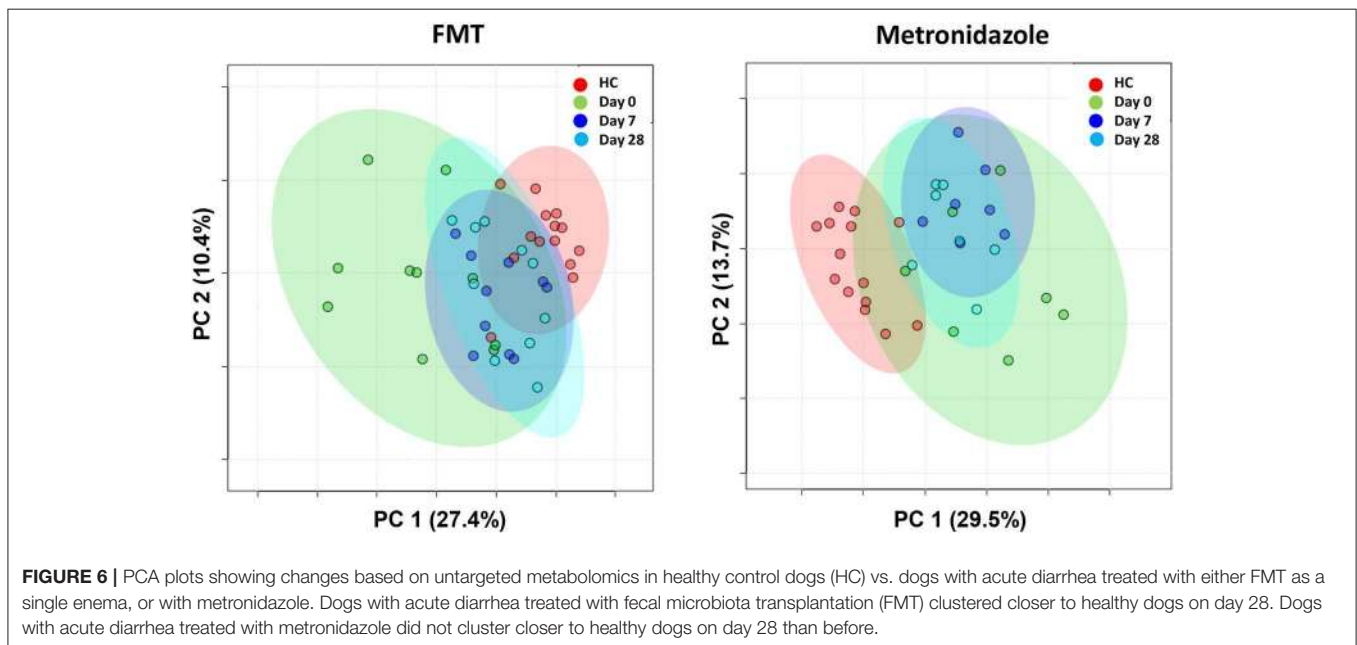 FMT
HC
Day 0
Day 7
Day 28
PC 2 (10.4%)
PC 1 (27.4%)
Metronidazole
HC
Day 0
Day 7
Day 28
PC 2 (13.7%)
PC 1 (29.5%)
FIGURE 6 | PCA plots showing changes based on untargeted metabolomics in healthy control dogs (HC) vs. dogs with acute diarrhea treated with either FMT as a
single enema, or with metronidazole. Dogs with acute diarrhea treated with fecal microbiota transplantation (FMT) clustered closer to healthy dogs on day 28. Dogs
with acute diarrhea treated with metronidazole did not cluster closer to healthy dogs on day 28 than before.